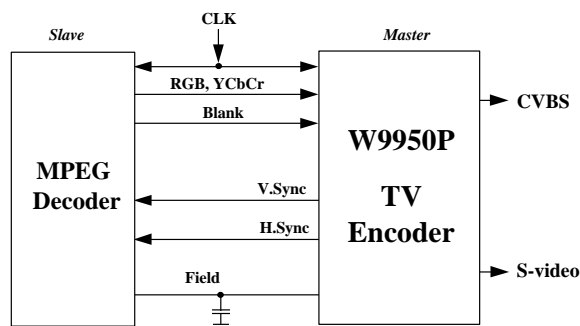 CLK
Slave
Master
RGB, YCbCr
Blank
CVBS
W9950P
MPEG
Decoder
TV
Encoder
V.Sync
H.Sync
Field
S-video